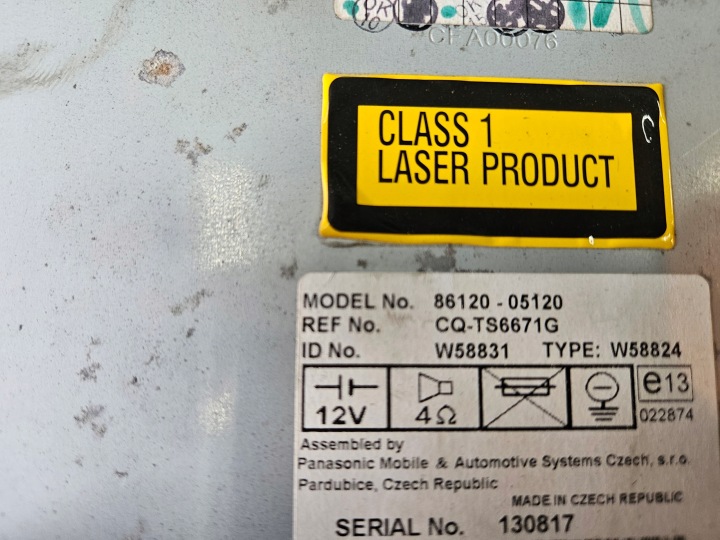 CFA00076
CLASS 1
LASER PRODUCT
MODEL No. 86120 - 05120
REF No. CQ-TS6671G
ID No. W58831 TYPE: W58824
12V 4Ω e13
022874
Assembled by
Panasonic Mobile & Automotive Systems Czech, s.r.o.
Pardubice, Czech Republic
MADE IN CZECH REPUBLIC
SERIAL No. 130817